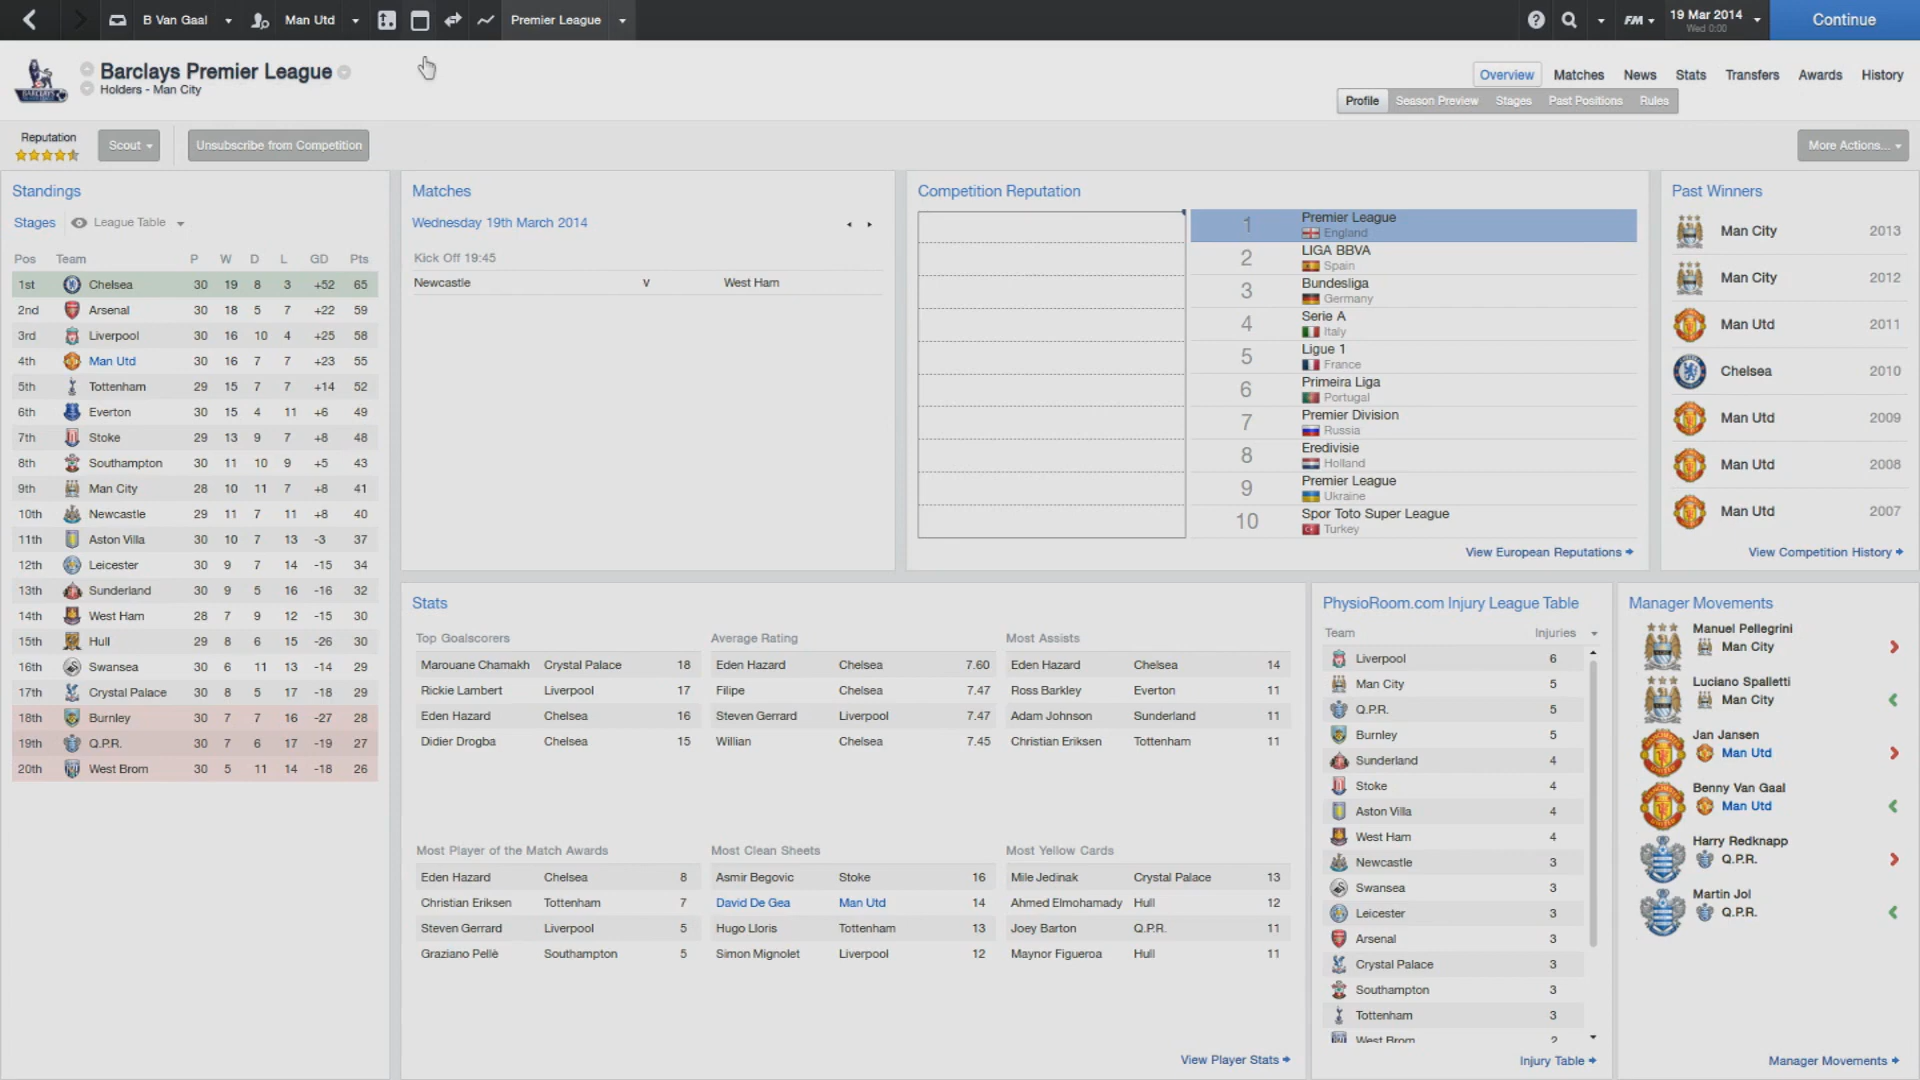 B Van Gaal Man Utd Premier League FM 19 Mar 2014 Continue
Wed 0:00
Barclays Premier League
Holders - Man City
Overview Matches News Stats Transfers Awards History
Profile Season Preview Stages Past Positions Rules
Reputation Scout Unsubscribe from Competition More Actions...
Standings
Stages League Table
Pos Team P W D L GD Pts
1st Chelsea 30 19 8 3 +52 65
2nd Arsenal 30 18 5 7 +22 59
3rd Liverpool 30 16 10 4 +25 58
4th Man Utd 30 16 7 7 +23 55
5th Tottenham 29 15 7 7 +14 52
6th Everton 30 15 4 11 +6 49
7th Stoke 29 13 9 7 +8 48
8th Southampton 30 11 10 9 +5 43
9th Man City 28 10 11 7 +8 41
10th Newcastle 29 11 7 11 +8 40
11th Aston Villa 30 10 7 13 -3 37
12th Leicester 30 9 7 14 -15 34
13th Sunderland 30 9 5 16 -16 32
14th West Ham 28 7 9 12 -15 30
15th Hull 29 8 6 15 -26 30
16th Swansea 30 6 11 13 -14 29
17th Crystal Palace 30 8 5 17 -18 29
18th Burnley 30 7 7 16 -27 28
19th Q.P.R. 30 7 6 17 -19 27
20th West Brom 30 5 11 14 -18 26
Matches
Wednesday 19th March 2014
Kick Off 19:45
Newcastle v West Ham
Competition Reputation
1 Premier League
England
2 LIGA BBVA
Spain
3 Bundesliga
Germany
4 Serie A
Italy
5 Ligue 1
France
6 Primeira Liga
Portugal
7 Premier Division
Russia
8 Eredivisie
Holland
9 Premier League
Ukraine
10 Spor Toto Super League
Turkey
View European Reputations
Past Winners
Man City 2013
Man City 2012
Man Utd 2011
Chelsea 2010
Man Utd 2009
Man Utd 2008
Man Utd 2007
View Competition History
Stats
Top Goalscorers
Marouane Chamakh Crystal Palace 18
Rickie Lambert Liverpool 17
Eden Hazard Chelsea 16
Didier Drogba Chelsea 15
Average Rating
Eden Hazard Chelsea 7.60
Filipe Chelsea 7.47
Steven Gerrard Liverpool 7.47
Willian Chelsea 7.45
Most Assists
Eden Hazard Chelsea 14
Ross Barkley Everton 11
Adam Johnson Sunderland 11
Christian Eriksen Tottenham 11
Most Player of the Match Awards
Eden Hazard Chelsea 8
Christian Eriksen Tottenham 7
Steven Gerrard Liverpool 5
Graziano Pellè Southampton 5
Most Clean Sheets
Asmir Begovic Stoke 16
David De Gea Man Utd 14
Hugo Lloris Tottenham 13
Simon Mignolet Liverpool 12
Most Yellow Cards
Mile Jedinak Crystal Palace 13
Ahmed Elmohamady Hull 12
Joey Barton Q.P.R. 11
Maynor Figueroa Hull 11
View Player Stats
PhysioRoom.com Injury League Table
Team Injuries
Liverpool 6
Man City 5
Q.P.R. 5
Burnley 5
Sunderland 4
Stoke 4
Aston Villa 4
West Ham 4
Newcastle 3
Swansea 3
Leicester 3
Arsenal 3
Crystal Palace 3
Southampton 3
Tottenham 3
West Brom 2
Injury Table
Manager Movements
Manuel Pellegrini
Man City
Luciano Spalletti
Man City
Jan Jansen
Man Utd
Benny Van Gaal
Man Utd
Harry Redknapp
Q.P.R.
Martin Jol
Q.P.R.
Manager Movements